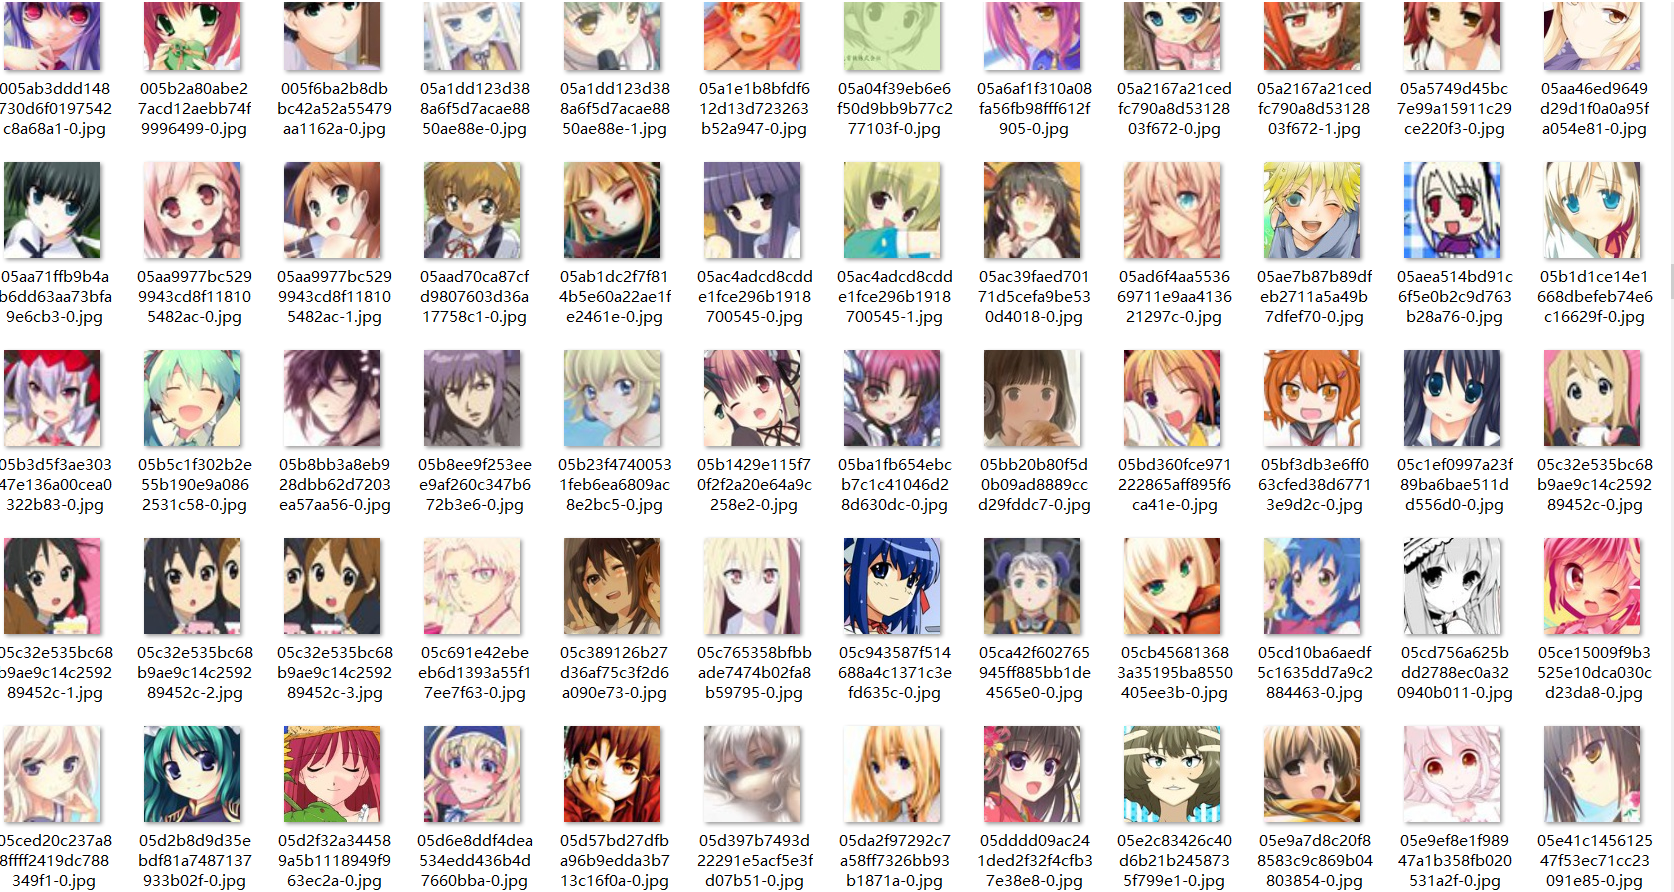 005ab3ddd148 005b2a80abe2 005f6ba2b8db 05a1dd123d38 05a1dd123d38 05a1e1b8bfdf6 05a04f39eb6e6 05a6af1f310a08 05a2167a21ced 05a2167a21ced 05a5749d45bc 05aa46ed9649
730d6f0197542 7acd12aebb74f bc42a52a55479 8a6f5d7acae88 8a6f5d7acae88 12d13d723263 f50d9bb9b77c2 fa56fb98fff612f fc790a8d53128 fc790a8d53128 7e99a15911c29 d29d1f0a0a95f
c8a68a1-0.jpg 9996499-0.jpg aa1162a-0.jpg 50ae88e-0.jpg 50ae88e-1.jpg b52a947-0.jpg 77103f-0.jpg 905-0.jpg 03f672-0.jpg 03f672-1.jpg ce220f3-0.jpg a054e81-0.jpg
05aa71ffb9b4a 05aa9977bc529 05aa9977bc529 05aad70ca87cf 05ab1dc2f7f81 05ac4adcd8cdd 05ac4adcd8cdd 05ac39faed701 05ad6f4aa5536 05ae7b87b89df 05aea514bd91c 05b1d1ce14e1
b6dd63aa73bfa 9943cd8f11810 9943cd8f11810 d9807603d36a 4b5e60a22ae1f e1fce296b1918 e1fce296b1918 71d5cefa9be53 69711e9aa4136 eb2711a5a49b 6f5e0b2c9d763 668dbefeb74e6
9e6cb3-0.jpg 5482ac-0.jpg 5482ac-1.jpg 17758c1-0.jpg e2461e-0.jpg 700545-0.jpg 700545-1.jpg 0d4018-0.jpg 21297c-0.jpg 7dfef70-0.jpg b28a76-0.jpg c16629f-0.jpg
05b3d5f3ae303 05b5c1f302b2e 05b8bb3a8eb9 05b8ee9f253ee 05b23f4740053 05b1429e115f7 05ba1fb654ebc 05bb20b80f5d 05bd360fce971 05bf3db3e6ff0 05c1ef0997a23f 05c32e535bc68
47e136a00cea0 55b190e9a086 28dbb62d7203 ee9af260c347b6 1feb6ea6809ac 0f2f2a20e64a9c b7c1c41046d2 0b09ad8889cc 222865aff895f6 63cfed38d6771 89ba6bae511d b9ae9c14c2592
322b83-0.jpg 2531c58-0.jpg ea57aa56-0.jpg 72b3e6-0.jpg 8e2bc5-0.jpg 258e2-0.jpg 8d630dc-0.jpg d29fddc7-0.jpg ca41e-0.jpg 3e9d2c-0.jpg d556d0-0.jpg 89452c-0.jpg
05c32e535bc68 05c32e535bc68 05c32e535bc68 05c691e42ebe 05c389126b27 05c765358bfbb 05c943587f514 05ca42f602765 05cb45681368 05cd10ba6aedf 05cd756a625b 05ce15009f9b3
b9ae9c14c2592 b9ae9c14c2592 b9ae9c14c2592 eb6d1393a55f1 d36af75c3f2d6 ade7474b02fa8 688a4c1371c3e 945ff885bb1de 3a35195ba8550 5c1635dd7a9c2 dd2788ec0a32 525e10dca030c
89452c-1.jpg 89452c-2.jpg 89452c-3.jpg 7ee7f63-0.jpg a090e73-0.jpg b59795-0.jpg fd635c-0.jpg 4565e0-0.jpg 405ee3b-0.jpg 884463-0.jpg 0940b011-0.jpg d23da8-0.jpg
05ced20c237a8 05d2b8d9d35e 05d2f32a34458 05d6e8ddf4dea 05d57bd27dfb 05d397b7493d 05da2f97292c7 05dddd09ac24 05e2c83426c40 05e9a7d8c20f8 05e9ef8e1f989 05e41c1456125
8ffff2419dc788 bdf81a7487137 9a5b1118949f9 534edd436b4d a96b9edda3b7 22291e5acf5e3f a58ff7326bb93 1ded2f32f4cfb3 d6b21b245873 8583c9c869b04 47a1b358fb020 47f53ec71cc23
349f1-0.jpg 933b02f-0.jpg 63ec2a-0.jpg 7660bba-0.jpg 13c16f0a-0.jpg d07b51-0.jpg b1871a-0.jpg 7e38e8-0.jpg 5f799e1-0.jpg 803854-0.jpg 531a2f-0.jpg 091e85-0.jpg